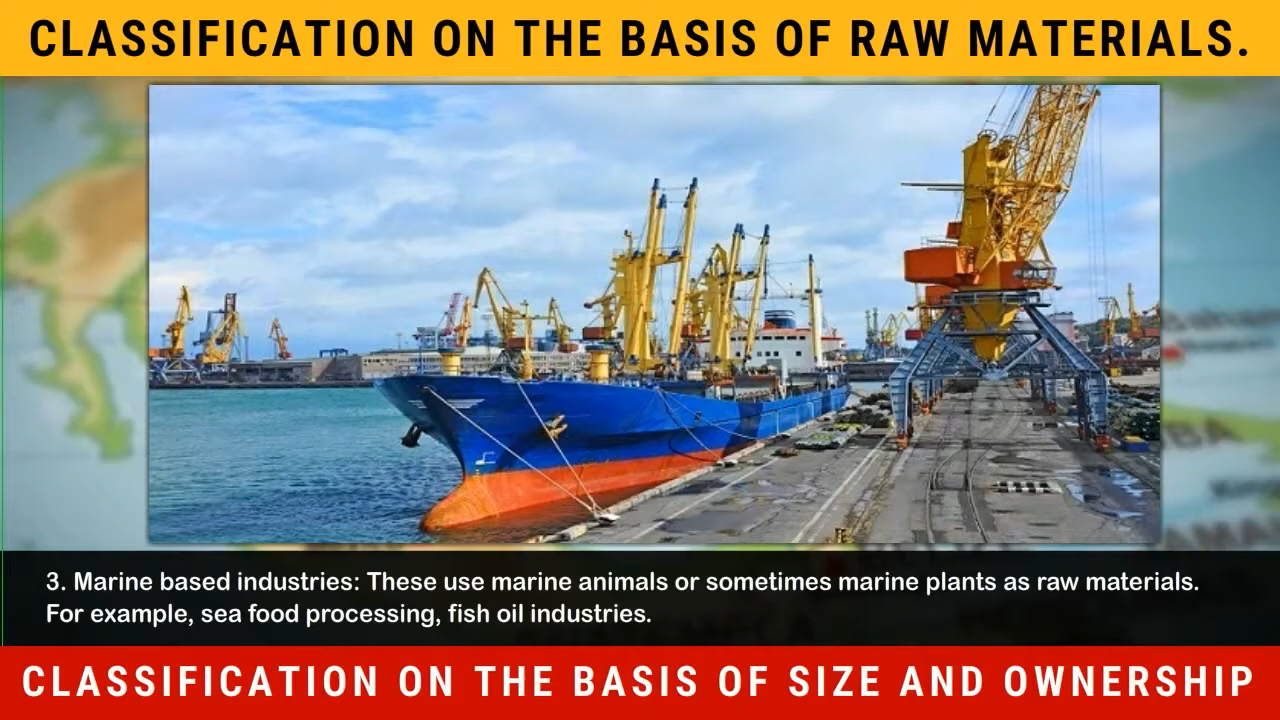 CLASSIFICATION ON THE BASIS OF RAW MATERIALS.
3. Marine based industries: These use marine animals or sometimes marine plants as raw materials.
For example, sea food processing, fish oil industries.
CLASSIFICATION ON THE BASIS OF SIZE AND OWNERSHIP